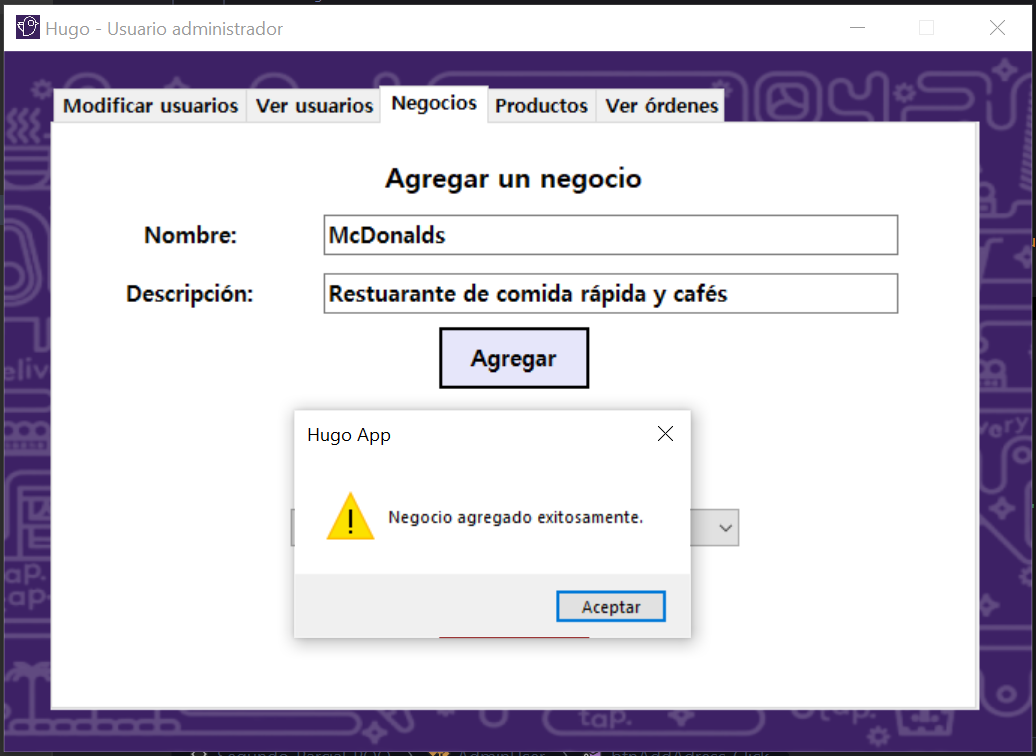 Hugo - Usuario administrador
Modificar usuarios Ver usuarios Negocios Productos Ver órdenes
Agregar un negocio
Nombre: McDonalds
Descripción: Restuarante de comida rápida y cafés
Agregar
Hugo App
Negocio agregado exitosamente.
Aceptar
tap.